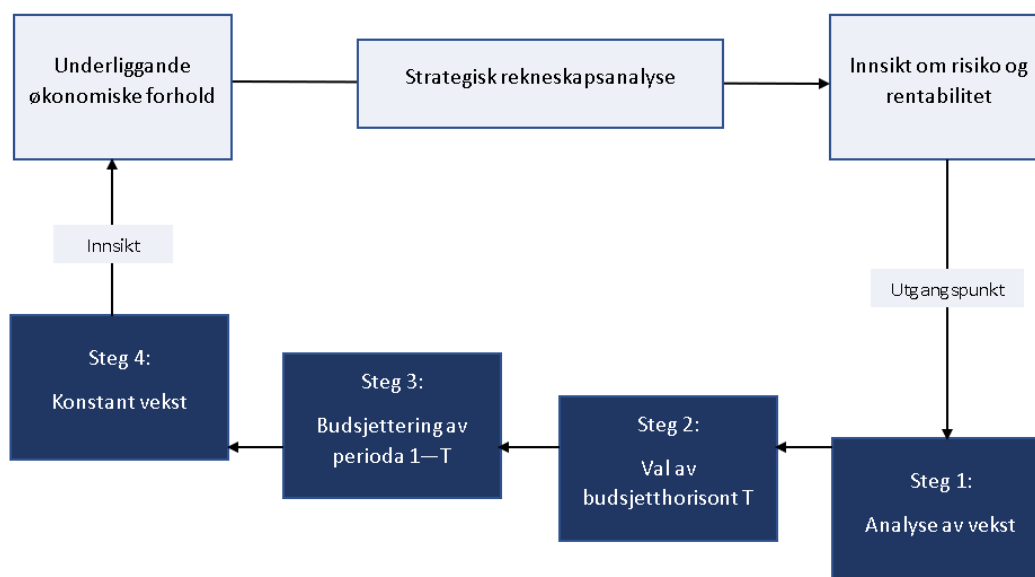 Underliggande
økonomiske forhold
Strategisk rekneskapsanalyse
Innsikt om risiko og
rentabilitet
Innsikt
Utgangspunkt
Steg 4:
Konstant vekst
Steg 3:
Budsjettering av
perioda 1—T
Steg 2:
Val av
budsjetthorisont T
Steg 1:
Analyse av vekst